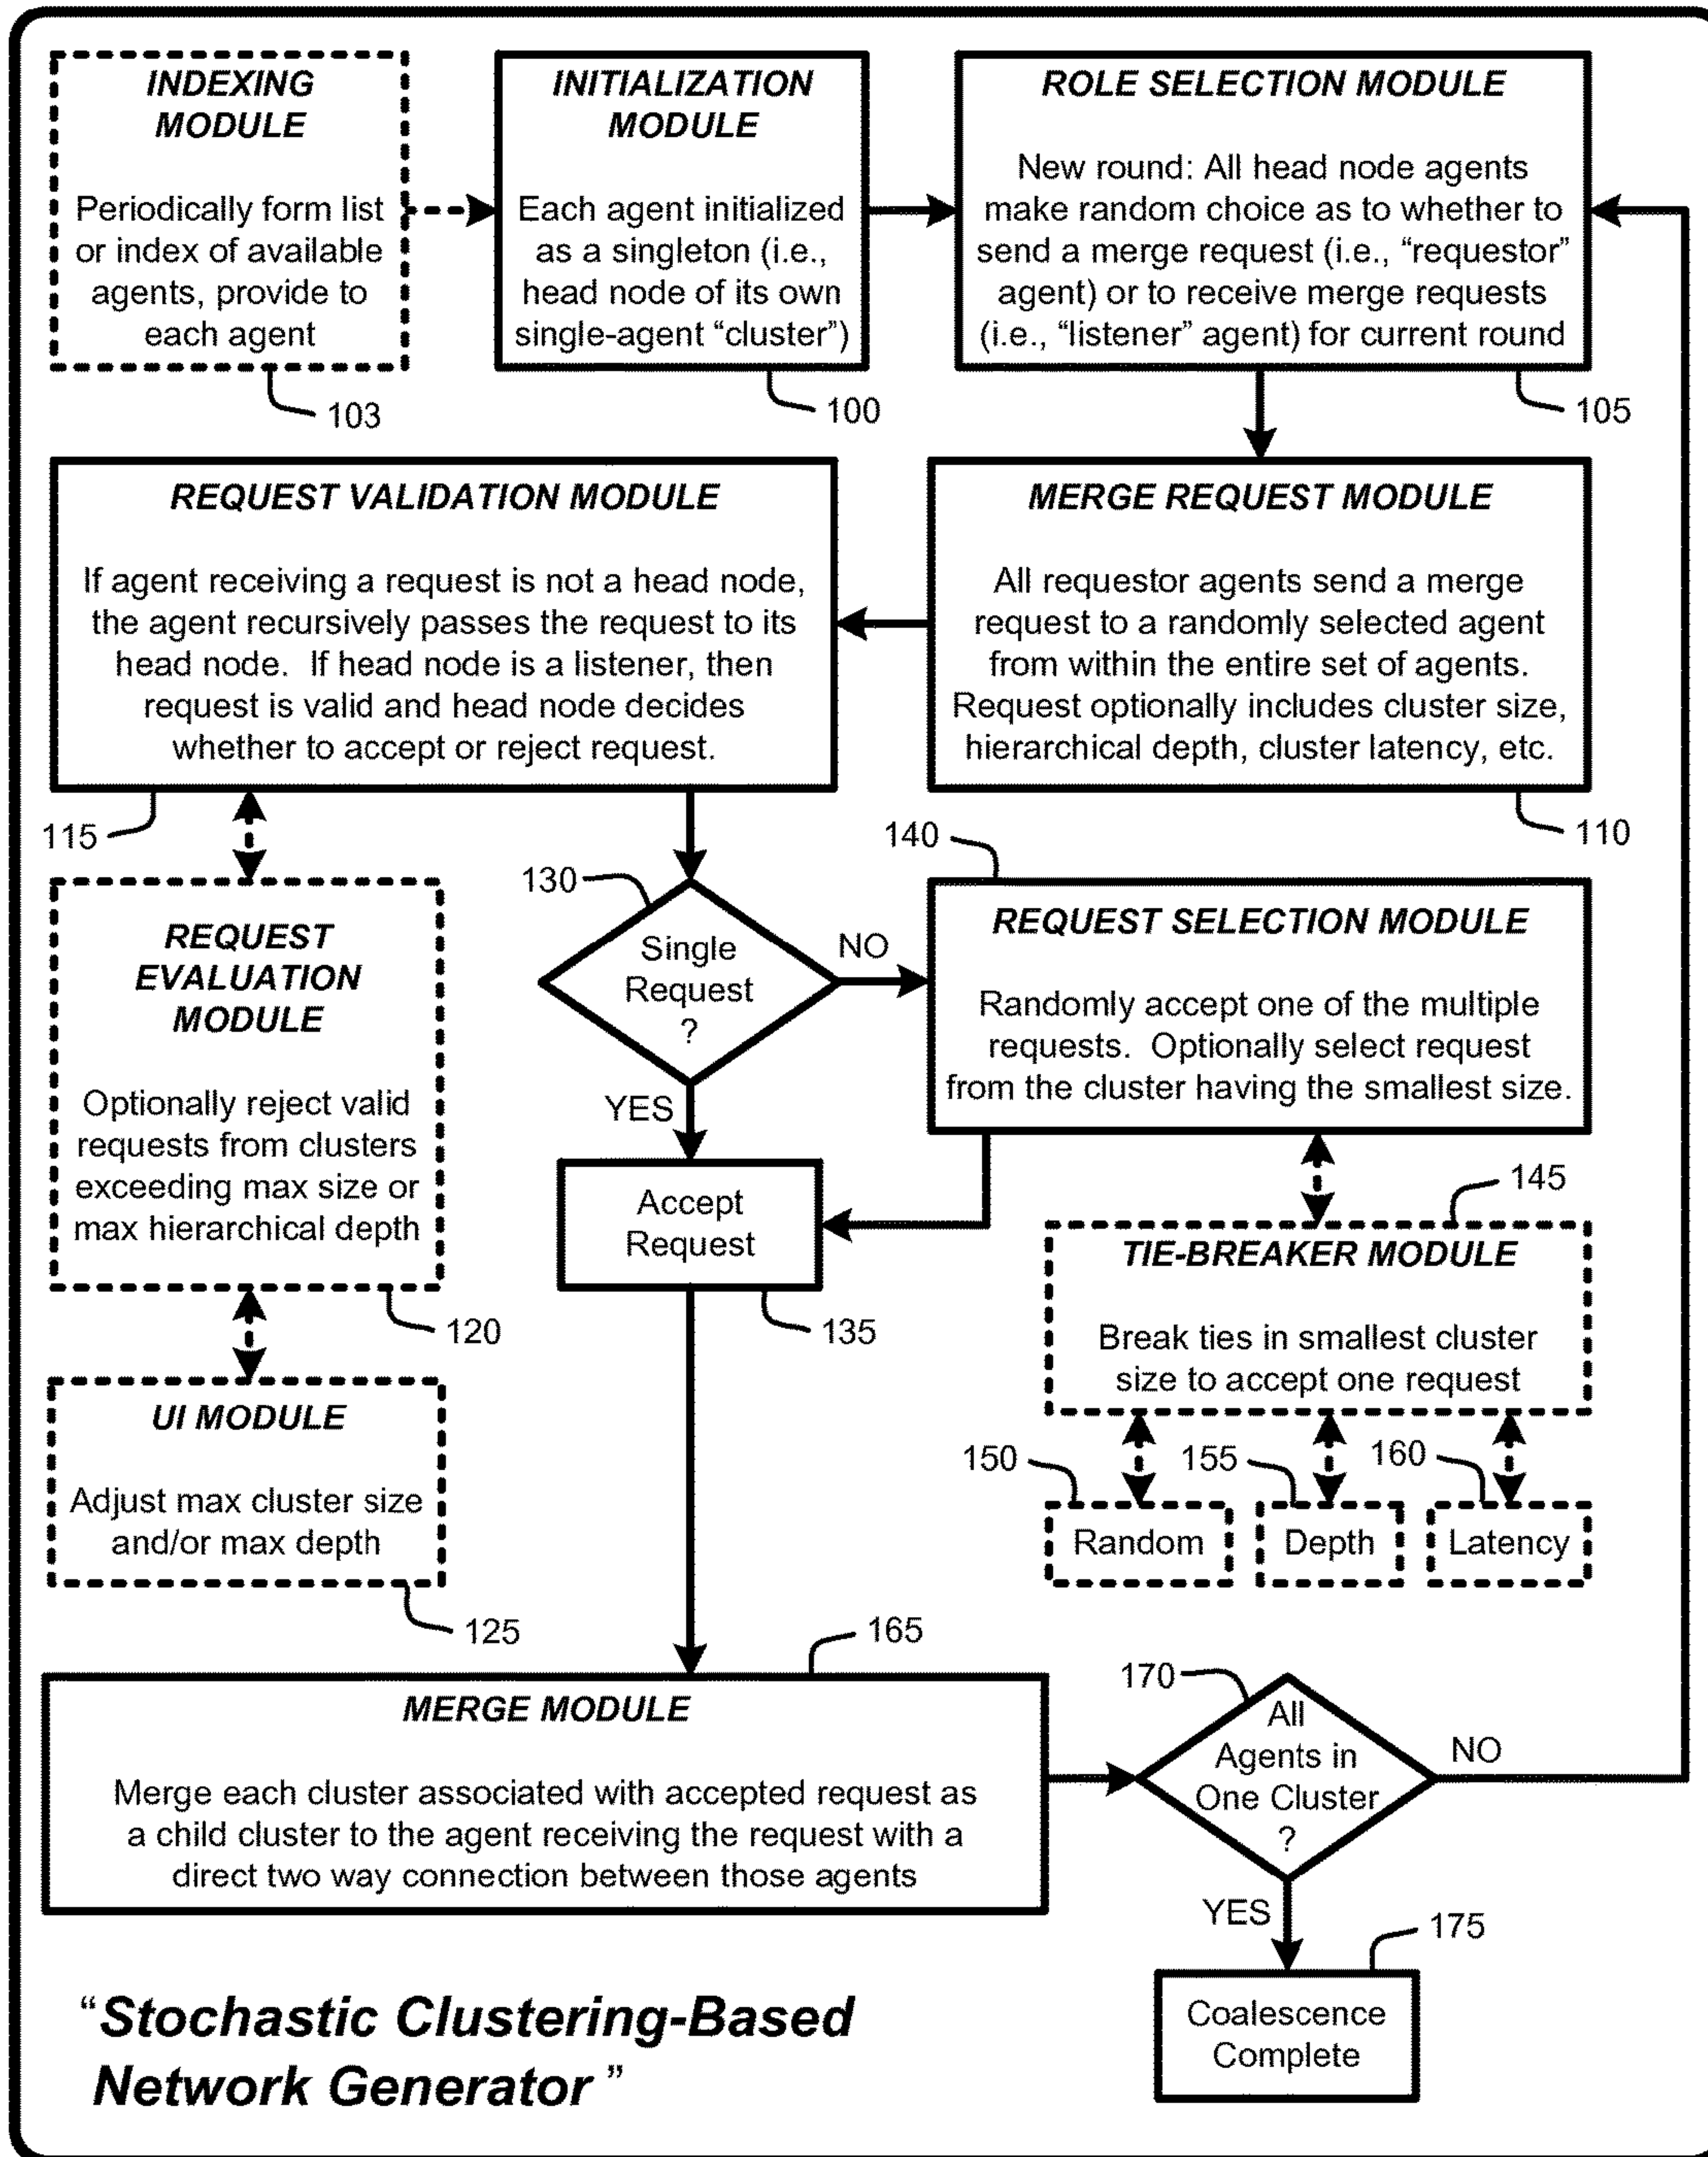 INDEXING
MODULE
Periodically form list
or index of available
agents, provide to
each agent
103
INITIALIZATION
MODULE
Each agent initialized
as a singleton (i.e.,
head node of its own
single-agent “cluster”)
100
ROLE SELECTION MODULE
New round: All head node agents
make random choice as to whether to
send a merge request (i.e., “requestor”
agent) or to receive merge requests
(i.e., “listener” agent) for current round
105
REQUEST VALIDATION MODULE
If agent receiving a request is not a head node,
the agent recursively passes the request to its
head node. If head node is a listener, then
request is valid and head node decides
whether to accept or reject request.
115
MERGE REQUEST MODULE
All requestor agents send a merge
request to a randomly selected agent
from within the entire set of agents.
Request optionally includes cluster size,
hierarchical depth, cluster latency, etc.
110
REQUEST
EVALUATION
MODULE
Optionally reject valid
requests from clusters
exceeding max size or
max hierarchical depth
120
UI MODULE
Adjust max cluster size
and/or max depth
125
130
Single
Request
?
NO
YES
Accept
Request
135
140
REQUEST SELECTION MODULE
Randomly accept one of the multiple
requests. Optionally select request
from the cluster having the smallest size.
145
TIE-BREAKER MODULE
Break ties in smallest cluster
size to accept one request
150
155
160
Random
Depth
Latency
165
MERGE MODULE
Merge each cluster associated with accepted request as
a child cluster to the agent receiving the request with a
direct two way connection between those agents
170
All
Agents in
One Cluster
?
NO
YES
175
Coalescence
Complete
“Stochastic Clustering-Based
Network Generator ”